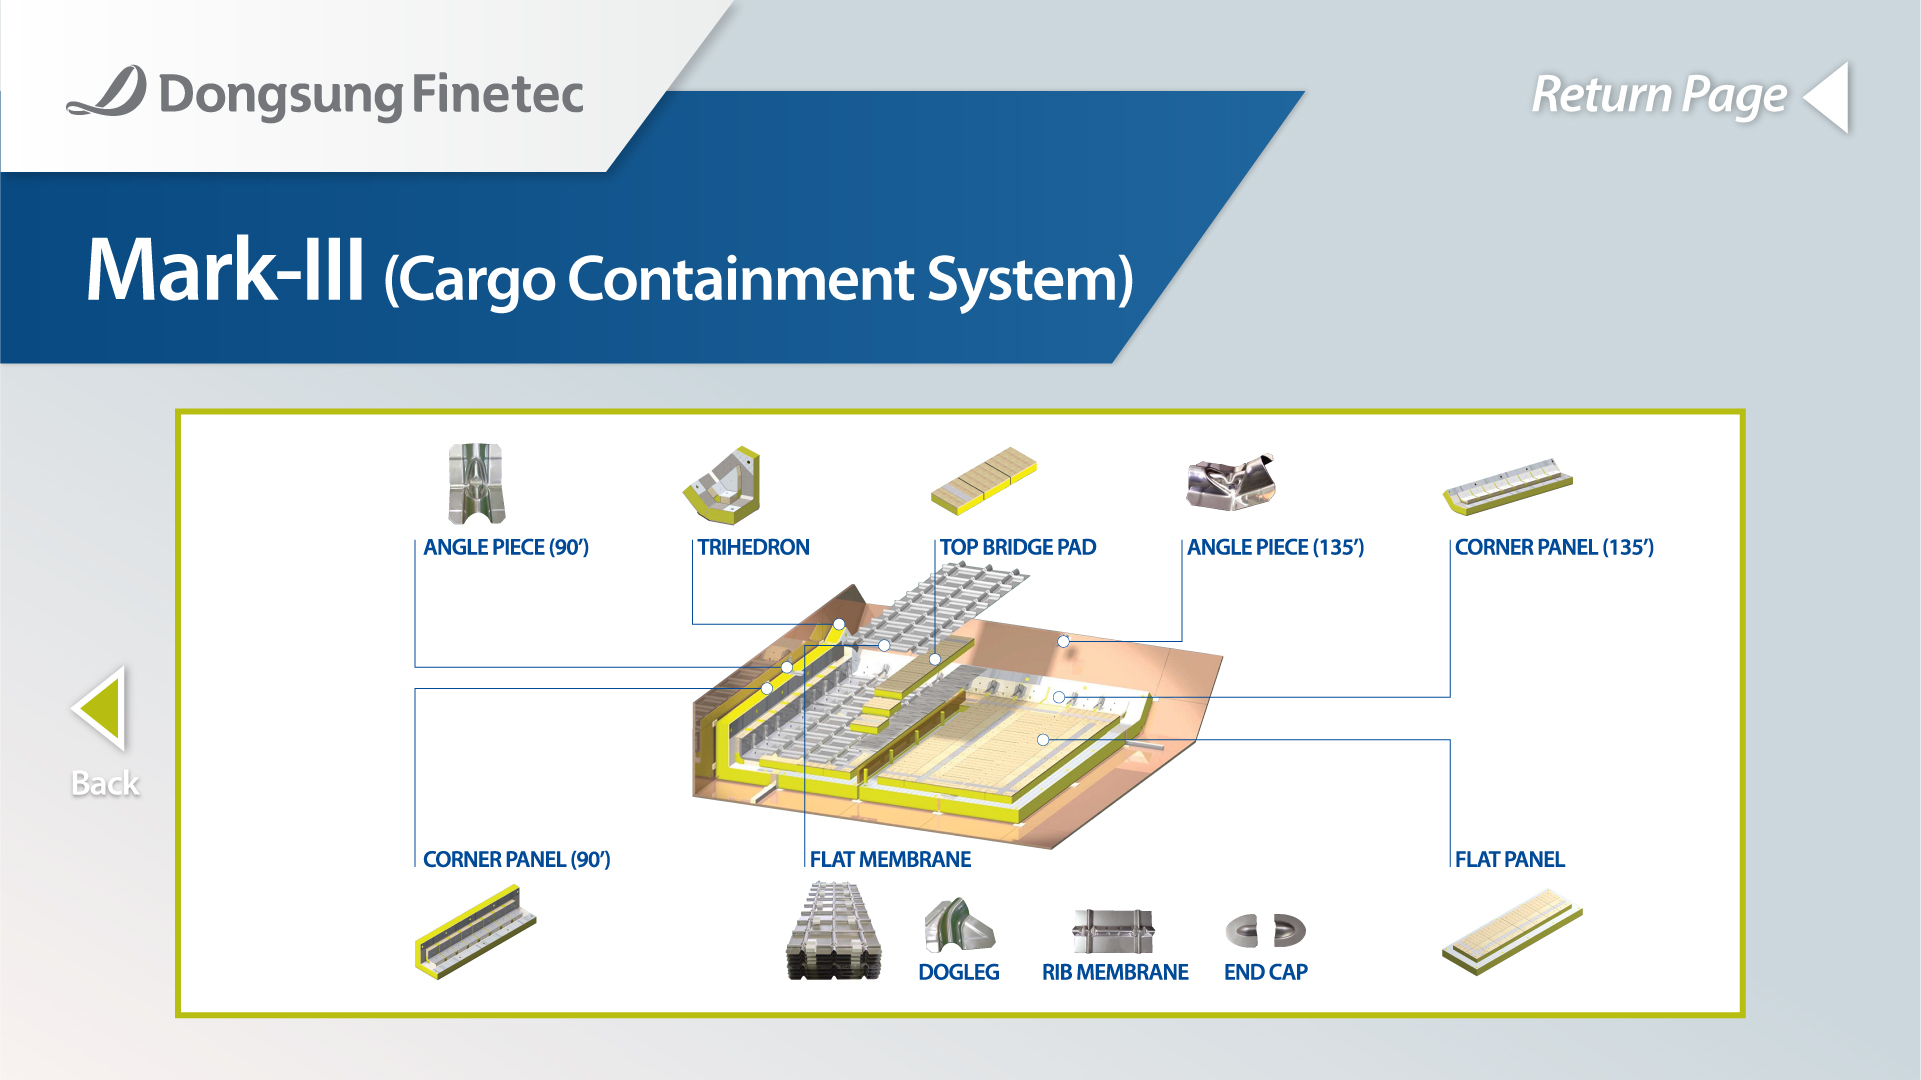 Dongsung Finetec
Return Page
Mark-III (Cargo Containment System)
ANGLE PIECE (90’)
TRIHEDRON
TOP BRIDGE PAD
ANGLE PIECE (135’)
CORNER PANEL (135’)
Back
CORNER PANEL (90’)
FLAT MEMBRANE
FLAT PANEL
DOGLEG
RIB MEMBRANE
END CAP